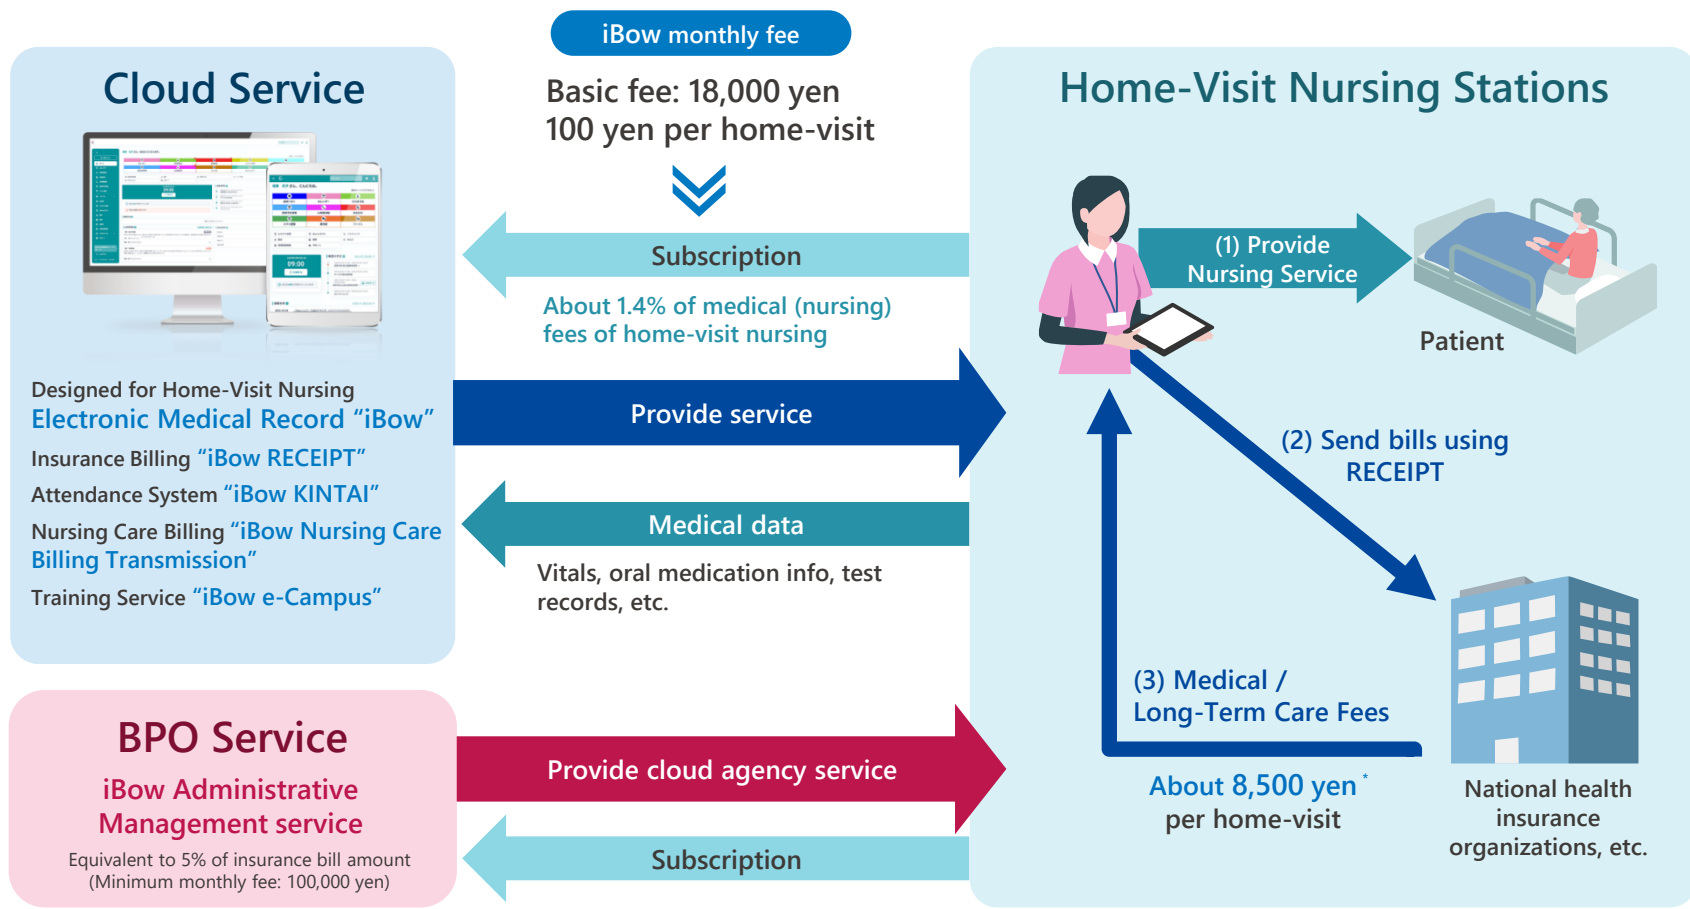 iBow monthly fee
Basic fee: 18,000 yen
100 yen per home-visit
Cloud Service
Designed for Home-Visit Nursing
Electronic Medical Record “iBow”
Insurance Billing “iBow RECEIPT”
Attendance System “iBow KINTAI”
Nursing Care Billing “iBow Nursing Care
Billing Transmission”
Training Service “iBow e-Campus”
BPO Service
iBow Administrative
Management service
Equivalent to 5% of insurance bill amount
(Minimum monthly fee: 100,000 yen)
Subscription
About 1.4% of medical (nursing)
fees of home-visit nursing
Provide service
Medical data
Vitals, oral medication info, test
records, etc.
Provide cloud agency service
Subscription
Home-Visit Nursing Stations
(1) Provide
Nursing Service
Patient
(2) Send bills using
RECEIPT
(3) Medical /
Long-Term Care Fees
About 8,500 yen*
per home-visit
National health
insurance
organizations, etc.
09:00
09:00